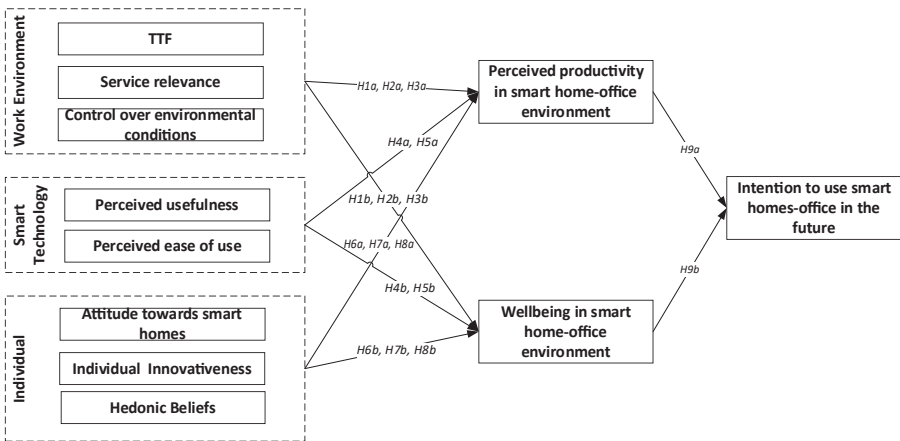 Work Environment
TTF
Service relevance
Control over environmental
conditions
Smart
Technology
Perceived usefulness
Perceived ease of use
Individual
Attitude towards smart
homes
Individual Innovativeness
Hedonic Beliefs
H1a, H2a, H3a
H4a, H5a
H1b, H2b, H3b
H6a, H7a, H8a
H4b, H5b
H6b, H7b, H8b
Perceived productivity
in smart home-office
environment
Wellbeing in smart
home-office
environment
H9a
H9b
Intention to use smart
homes-office in the
future